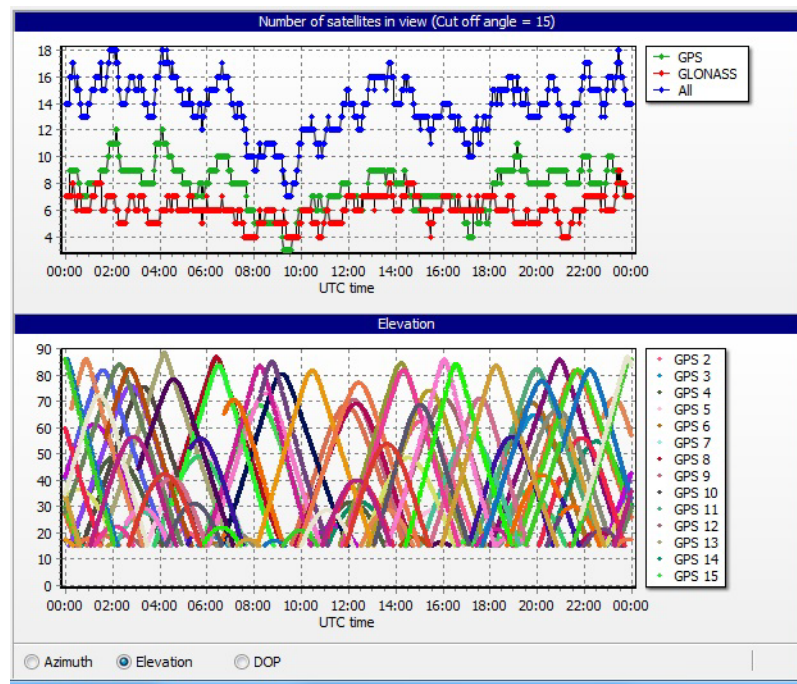 Number of satellites in view (Cut off angle = 15)
18
16
14
12
10
8
6
4
GPS
GLONASS
All
00:00 02:00 04:00 06:00 08:00 10:00 12:00 14:00 16:00 18:00 20:00 22:00 00:00
UTC time
Elevation
90
80
70
60
50
40
30
20
10
0
GPS 2
GPS 3
GPS 4
GPS 5
GPS 6
GPS 7
GPS 8
GPS 9
GPS 10
GPS 11
GPS 12
GPS 13
GPS 14
GPS 15
00:00 02:00 04:00 06:00 08:00 10:00 12:00 14:00 16:00 18:00 20:00 22:00 00:00
UTC time
Azimuth Elevation DOP